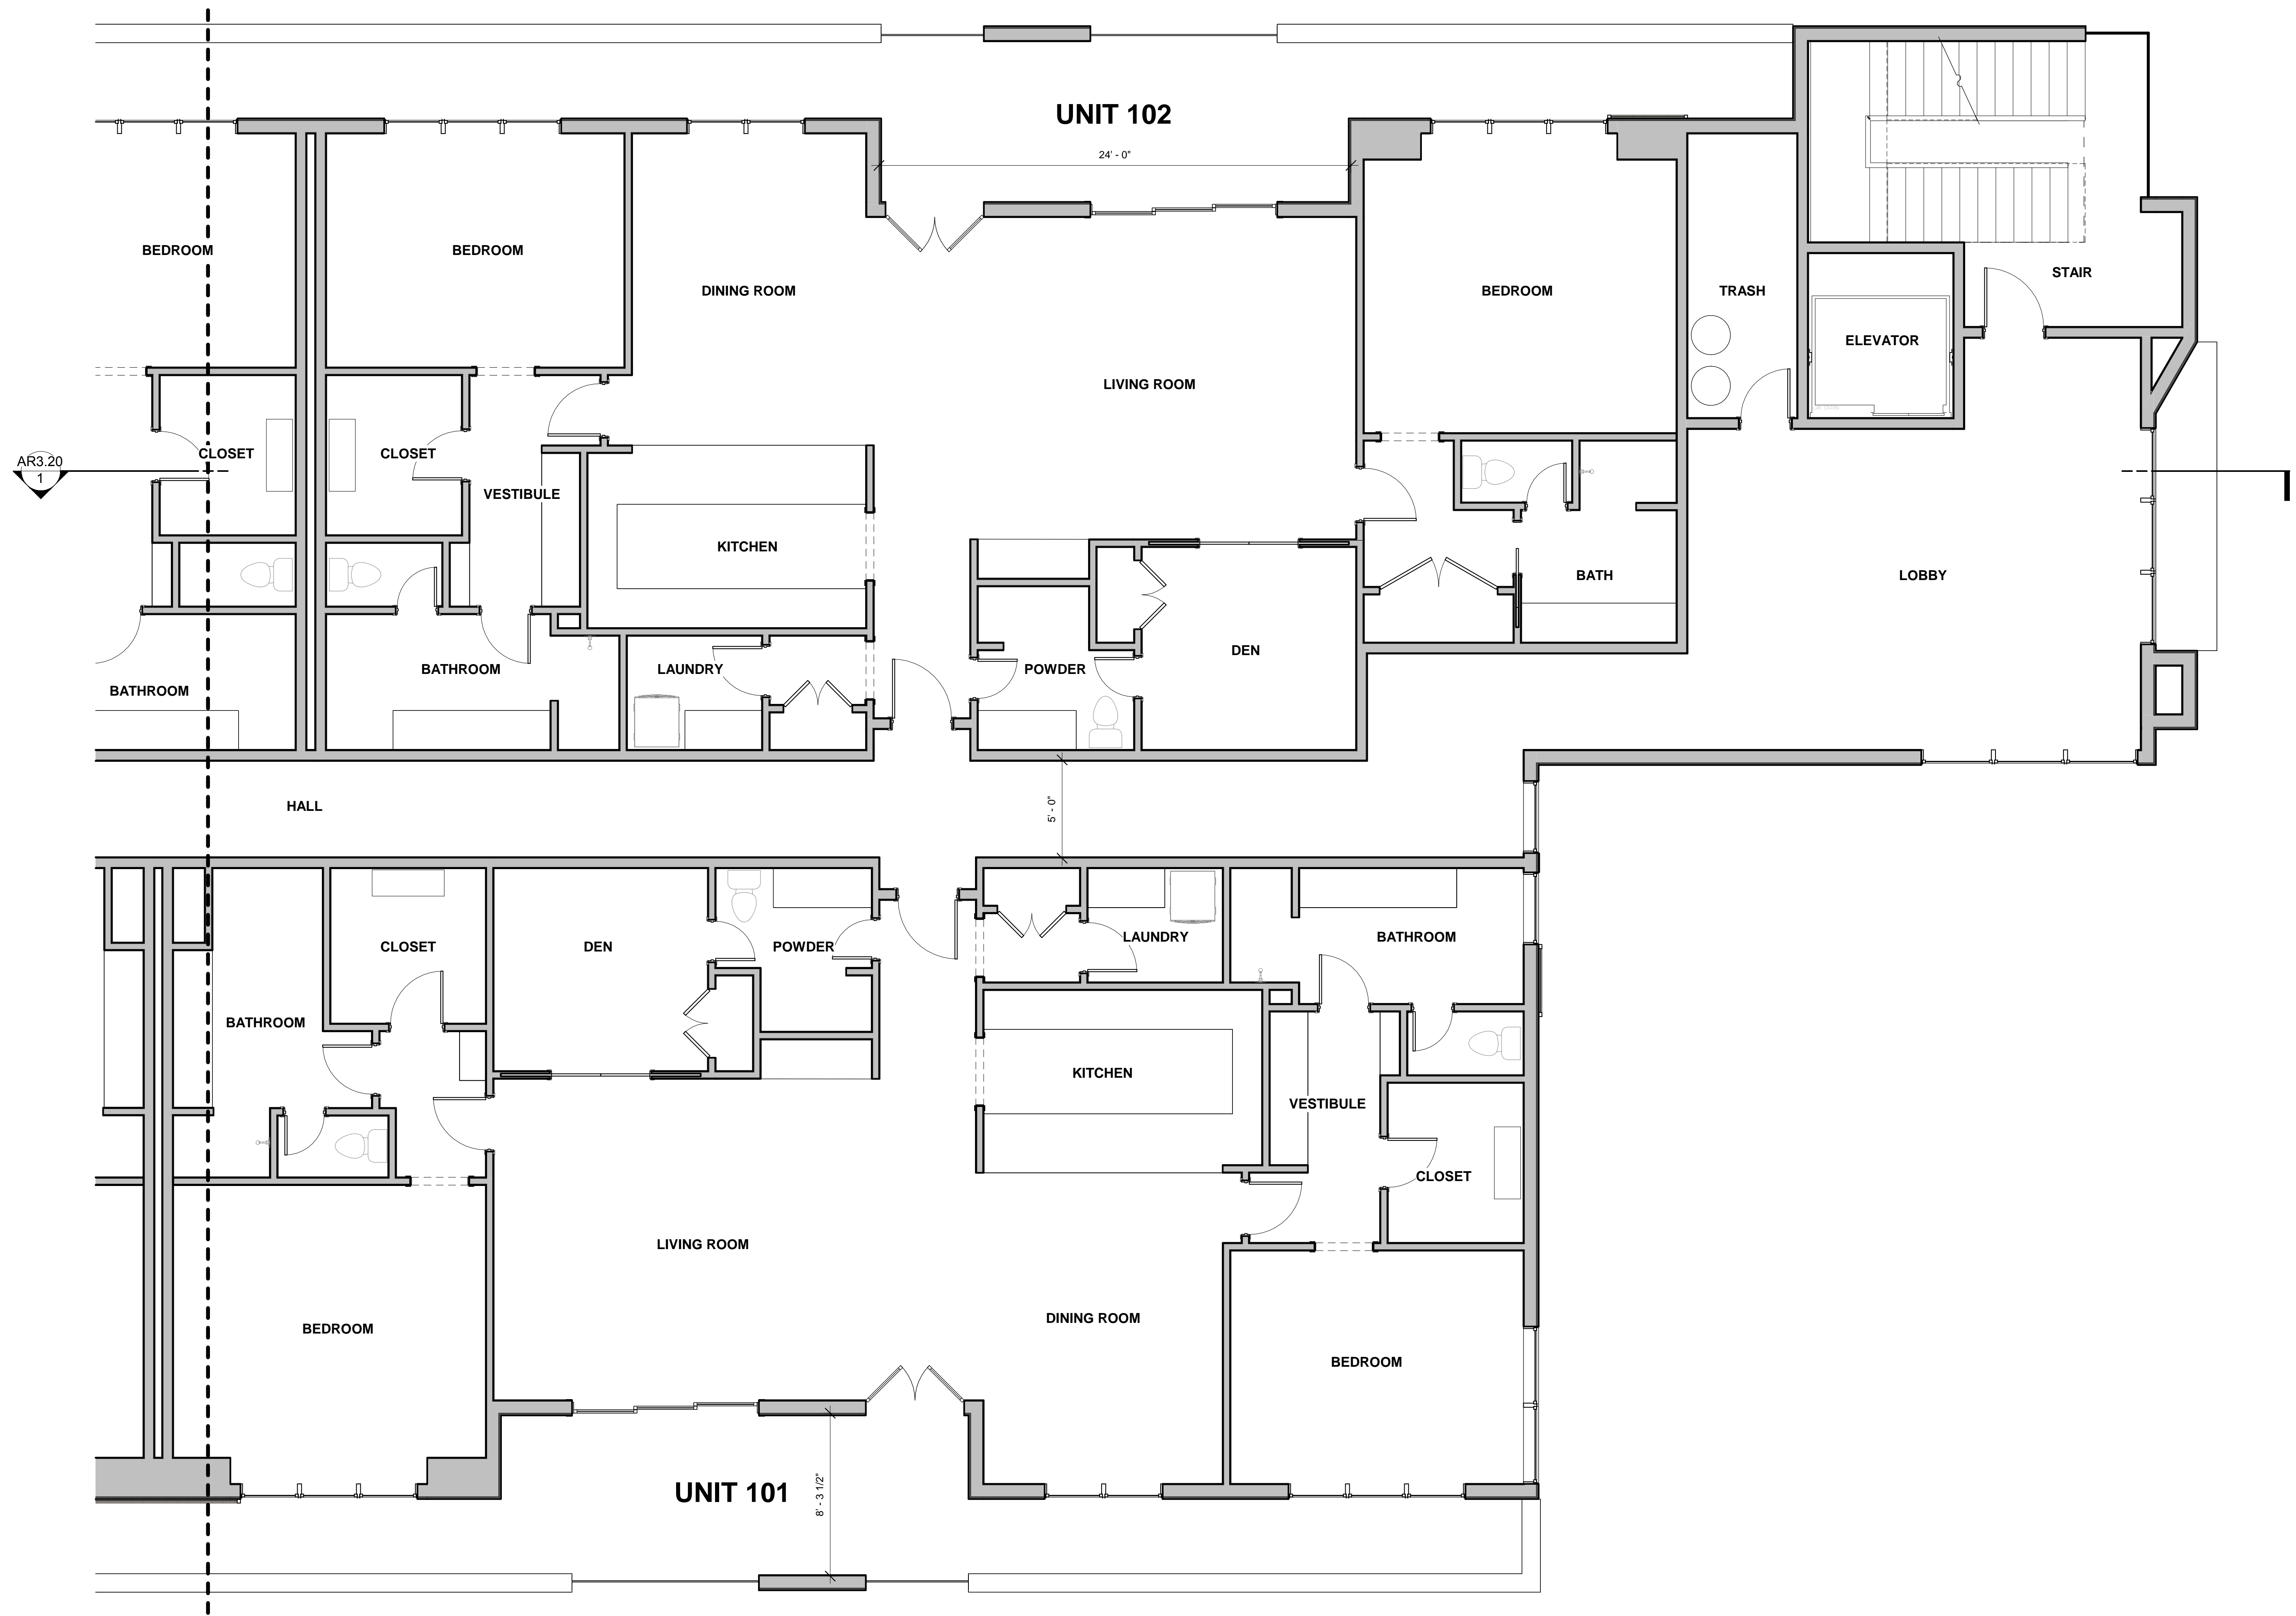 UNIT 102
24' - 0"
BEDROOM
BEDROOM
STAIR
DINING ROOM
BEDROOM
TRASH
ELEVATOR
LIVING ROOM
CLOSET
CLOSET
AR3.20
1
VESTIBULE
KITCHEN
BATH
LOBBY
DEN
BATHROOM
LAUNDRY
POWDER
BATHROOM
HALL
5' - 0"
CLOSET
DEN
POWDER
LAUNDRY
BATHROOM
BATHROOM
KITCHEN
VESTIBULE
CLOSET
LIVING ROOM
DINING ROOM
BEDROOM
BEDROOM
UNIT 101
8' - 3 1/2"